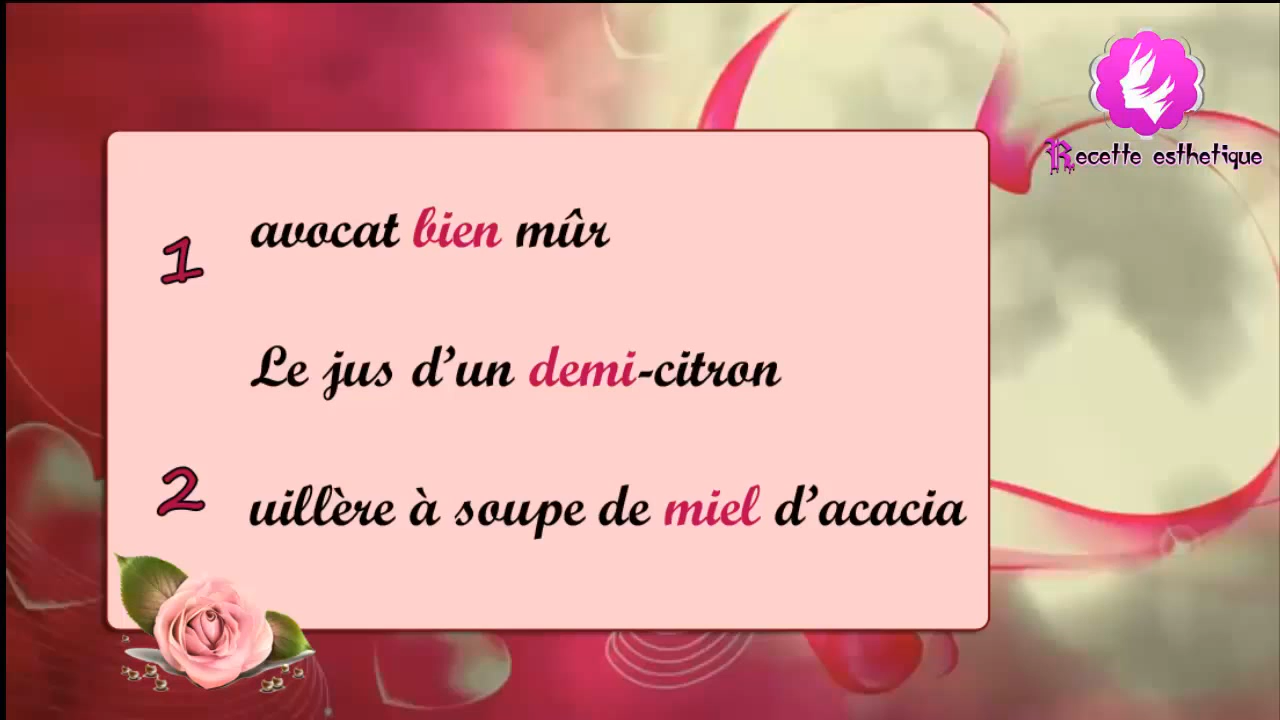 Recette esthetique
1 avocat bien mûr
Le jus d'un demi-citron
2 uillère à soupe de miel d'acacia